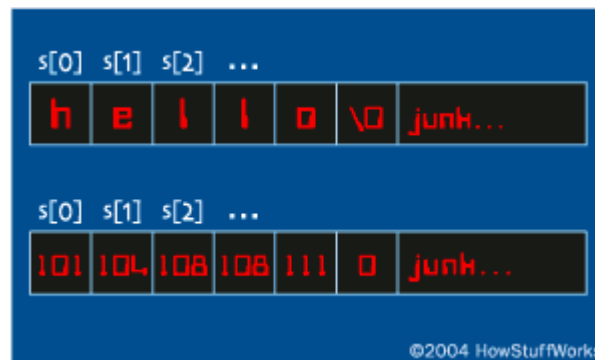 s[0] s[1] s[2] ...
h e l l o \0 junk...
s[0] s[1] s[2] ...
101 104 108 108 111 0 junk...
©2004 HowStuffWorks